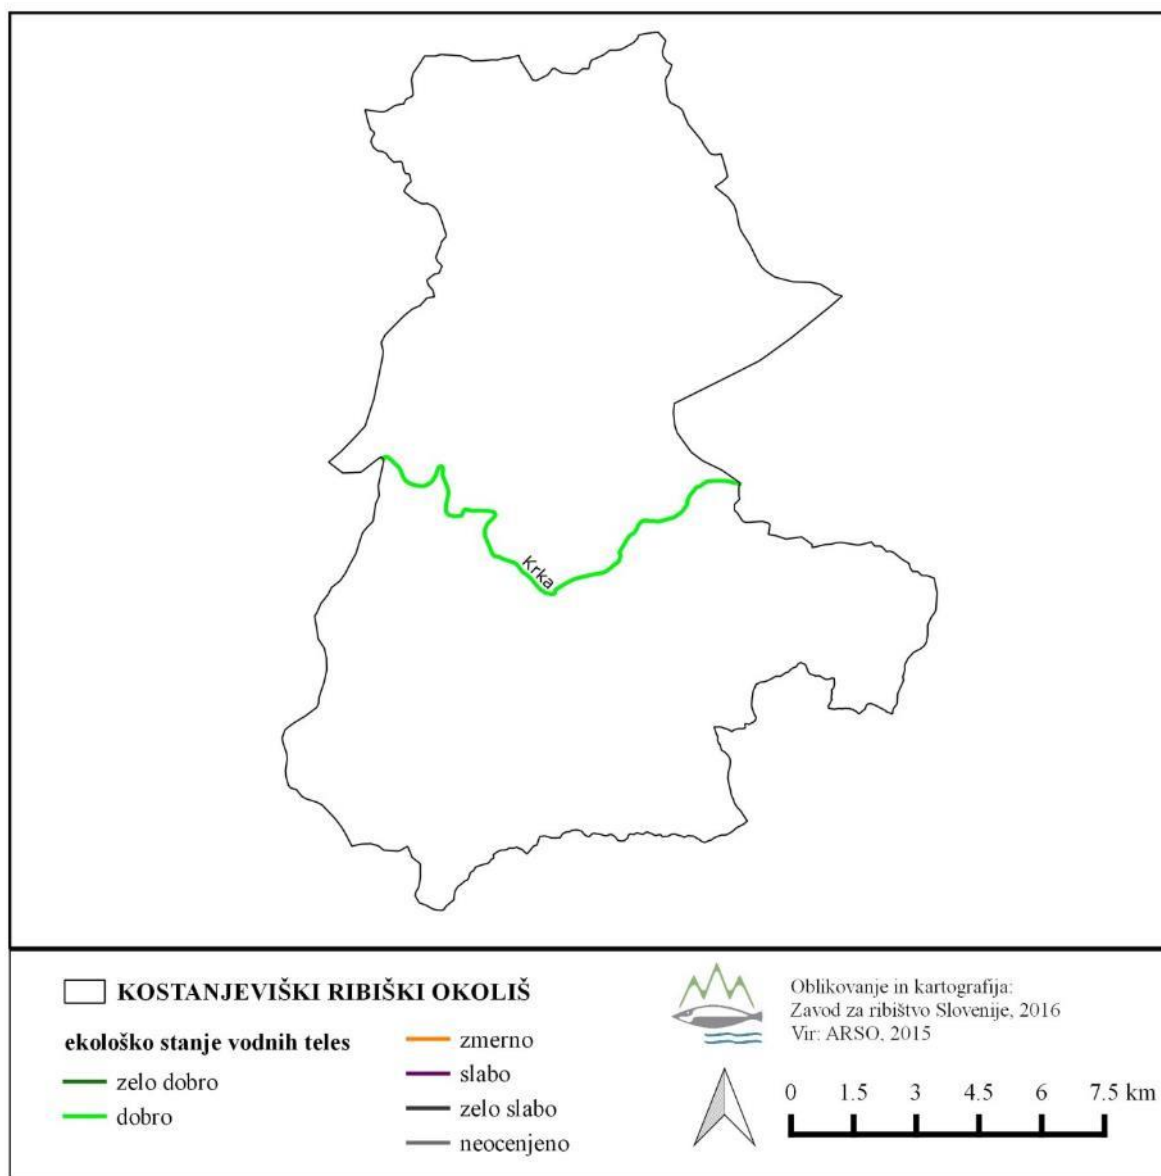 Krka
KOSTANJEVIŠKI RIBIŠKI OKOLIŠ
ekološko stanje vodnih teles
zelo dobro
dobro
zmerno
slabo
zelo slabo
neocenjeno
Oblikovanje in kartografija:
Zavod za ribištvo Slovenije, 2016
Vir: ARSO, 2015
0 1.5 3 4.5 6 7.5 km